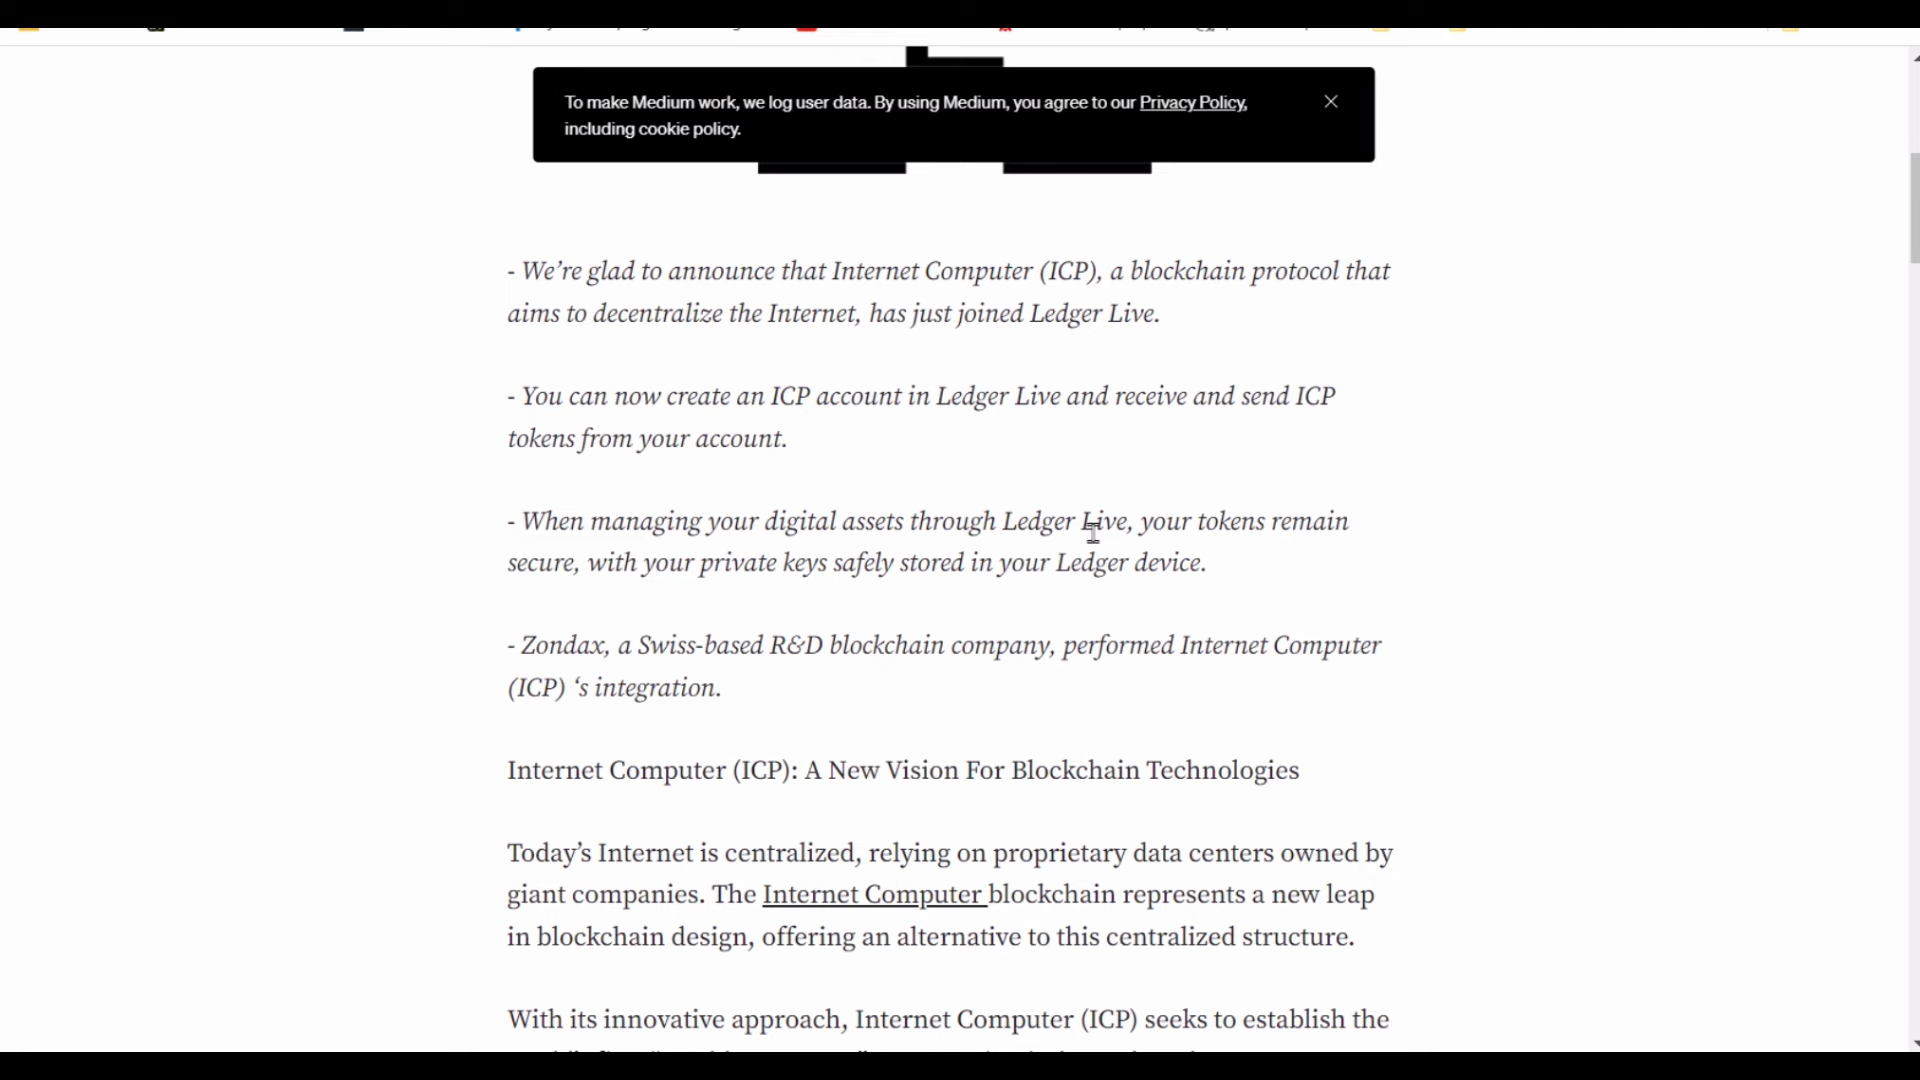 To make Medium work, we log user data. By using Medium, you agree to our Privacy Policy,
including cookie policy.
- We’re glad to announce that Internet Computer (ICP), a blockchain protocol that
aims to decentralize the Internet, has just joined Ledger Live.
- You can now create an ICP account in Ledger Live and receive and send ICP
tokens from your account.
- When managing your digital assets through Ledger Live, your tokens remain
secure, with your private keys safely stored in your Ledger device.
- Zondax, a Swiss-based R&D blockchain company, performed Internet Computer
(ICP) ‘s integration.
Internet Computer (ICP): A New Vision For Blockchain Technologies
Today’s Internet is centralized, relying on proprietary data centers owned by
giant companies. The Internet Computer blockchain represents a new leap
in blockchain design, offering an alternative to this centralized structure.
With its innovative approach, Internet Computer (ICP) seeks to establish the